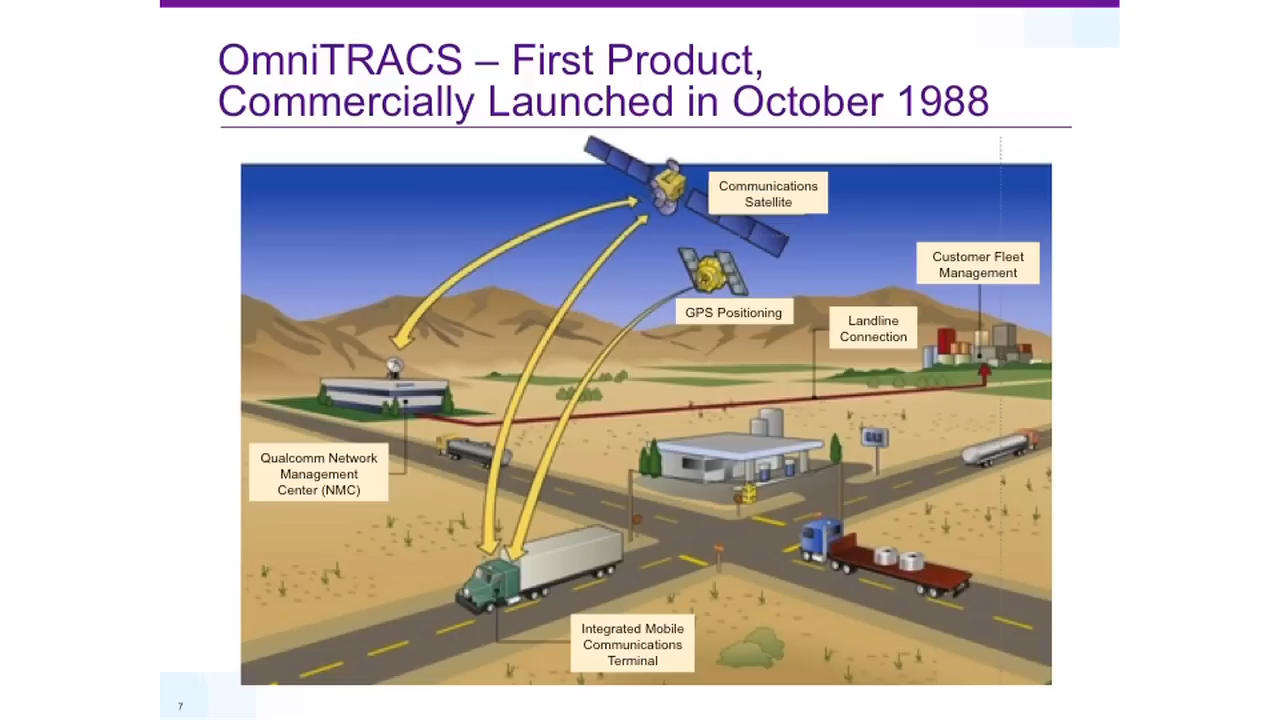 OmniTRACS – First Product,
Commercially Launched in October 1988
Communications
Satellite
Customer Fleet
Management
GPS Positioning
Landline
Connection
Qualcomm Network
Management
Center (NMC)
Integrated Mobile
Communications
Terminal
7